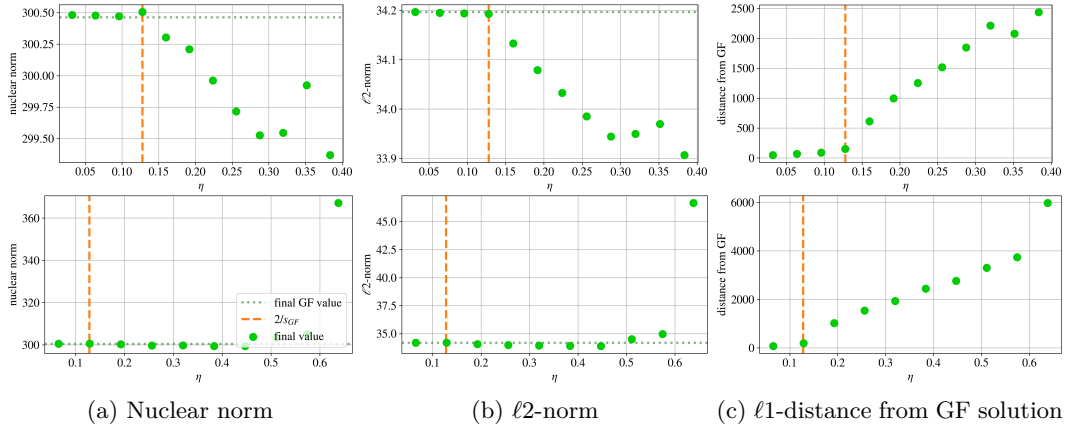 300.50
300.25
300.00
299.75
299.50
nuclear norm
0.05 0.10 0.15 0.20 0.25 0.30 0.35 0.40
η
34.2
34.1
34.0
33.9
ℓ2-norm
0.05 0.10 0.15 0.20 0.25 0.30 0.35 0.40
η
2500
2000
1500
1000
500
0
distance from GF
0.05 0.10 0.15 0.20 0.25 0.30 0.35 0.40
η
360
340
320
300
nuclear norm
0.1 0.2 0.3 0.4 0.5 0.6
η
final GF value
2/s_GF
final value
45.0
42.5
40.0
37.5
35.0
ℓ2-norm
0.1 0.2 0.3 0.4 0.5 0.6
η
6000
4000
2000
0
distance from GF
0.1 0.2 0.3 0.4 0.5 0.6
η
(a) Nuclear norm
(b) ℓ2-norm
(c) ℓ1-distance from GF solution